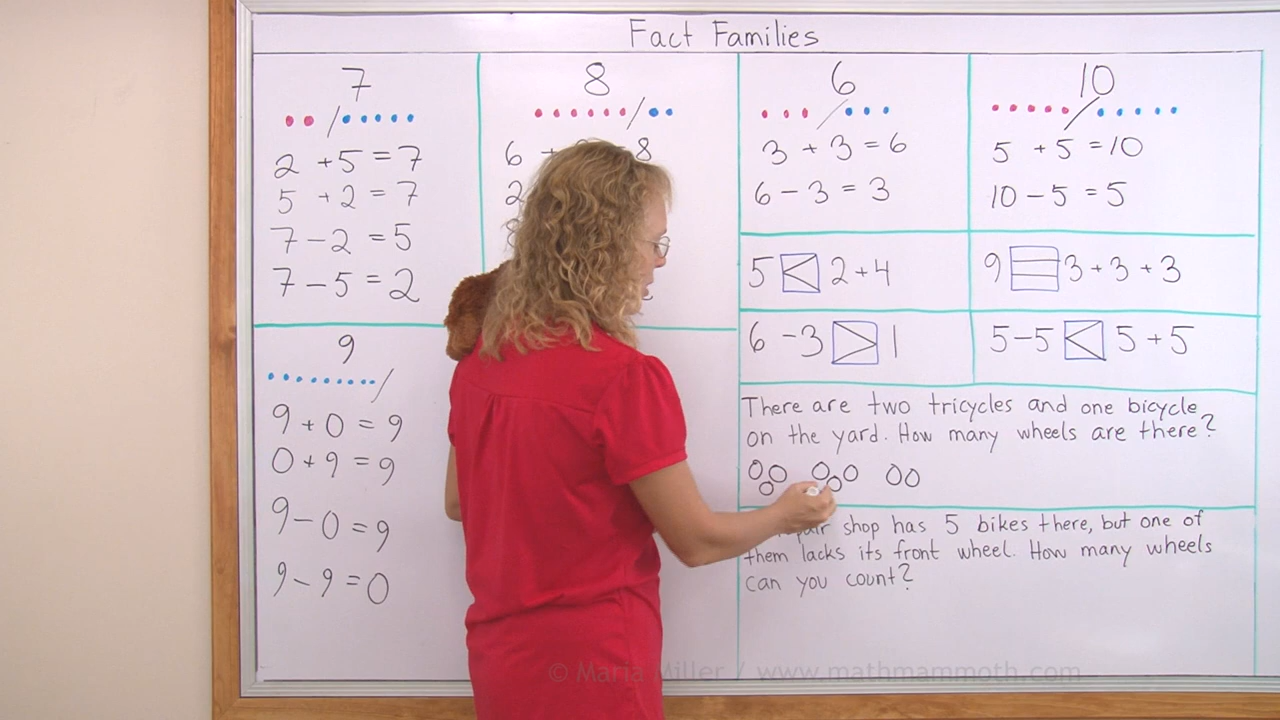 Fact Families
7
2 + 5 = 7
5 + 2 = 7
7 - 2 = 5
7 - 5 = 2
8
6 + 8
2
6
3 + 3 = 6
6 - 3 = 3
10
5 + 5 = 10
10 - 5 = 5
5 < 2 + 4
9 = 3 + 3 + 3
6 - 3 > 1
5 - 5 < 5 + 5
9
9 + 0 = 9
0 + 9 = 9
9 - 0 = 9
9 - 9 = 0
There are two tricycles and one bicycle
on the yard. How many wheels are there?
shop has 5 bikes there, but one of
them lacks its front wheel. How many wheels
can you count?
© Maria Miller / www.mathmammoth.com